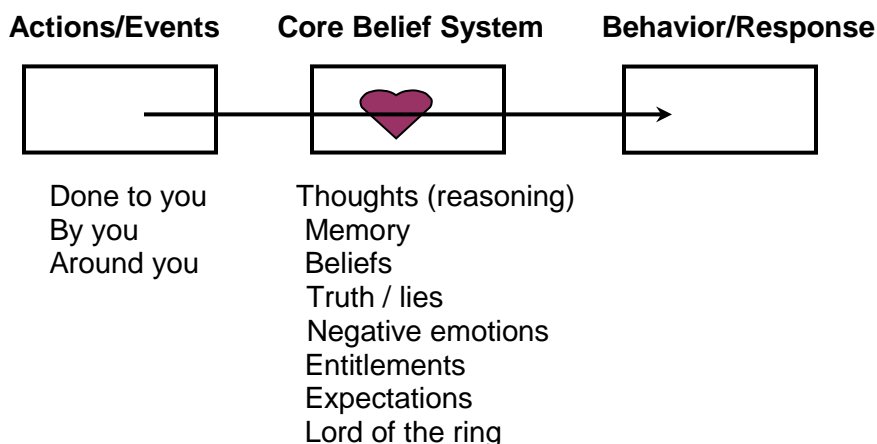 Actions/Events Core Belief System Behavior/Response
Done to you
By you
Around you
Thoughts (reasoning)
Memory
Beliefs
Truth / lies
Negative emotions
Entitlements
Expectations
Lord of the ring